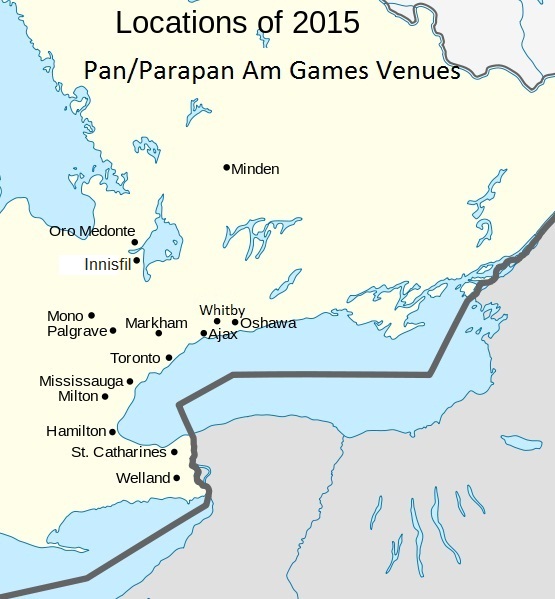 Locations of 2015
Pan/Parapan Am Games Venues
Minden
Oro Medonte
Innisfil
Mono
Whitby
Markham
Oshawa
Palgrave
Ajax
Toronto
Mississauga
Milton
Hamilton
St. Catharines
Welland